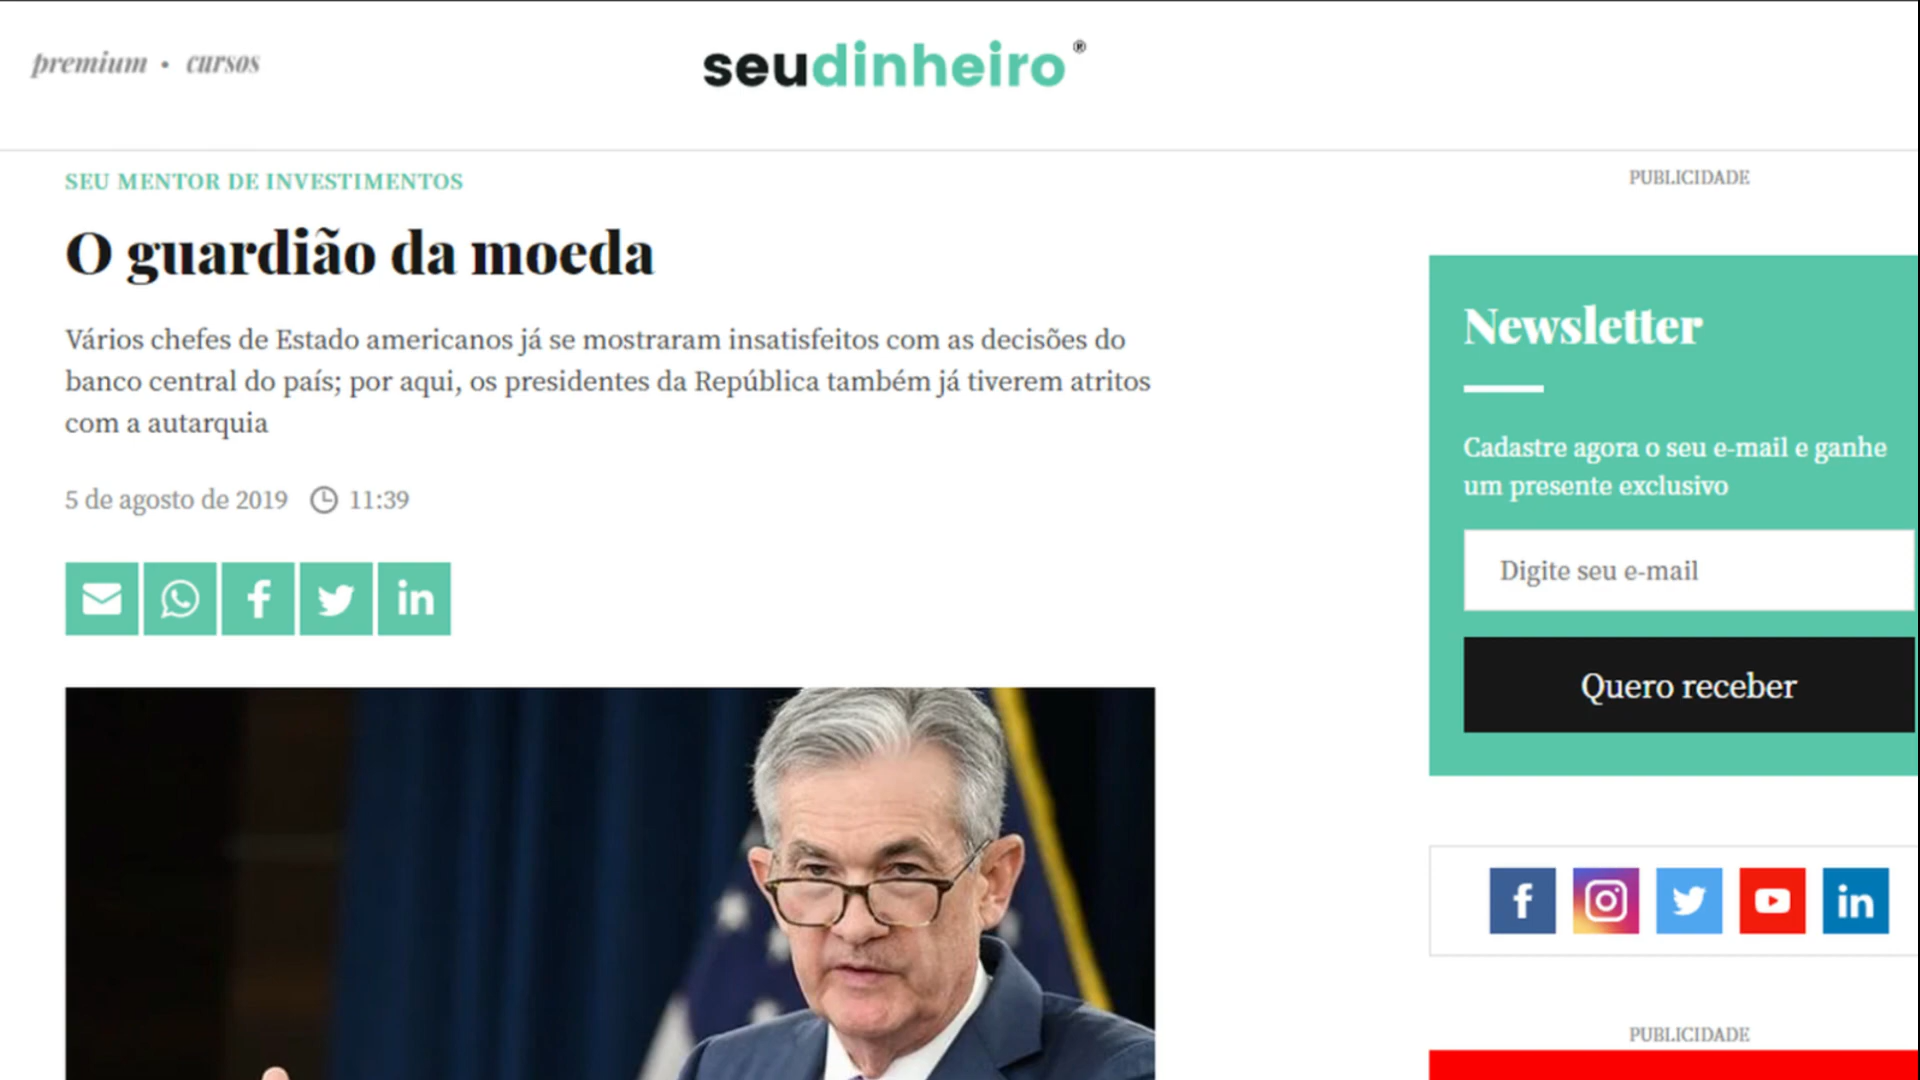 premium • cursos
seudinheiro®
SEU MENTOR DE INVESTIMENTOS
O guardião da moeda
Vários chefes de Estado americanos já se mostraram insatisfeitos com as decisões do
banco central do país; por aqui, os presidentes da República também já tiverem atritos
com a autarquia
5 de agosto de 2019 11:39
PUBLICIDADE
Newsletter
Cadastre agora o seu e-mail e ganhe
um presente exclusivo
Digite seu e-mail
Quero receber
PUBLICIDADE